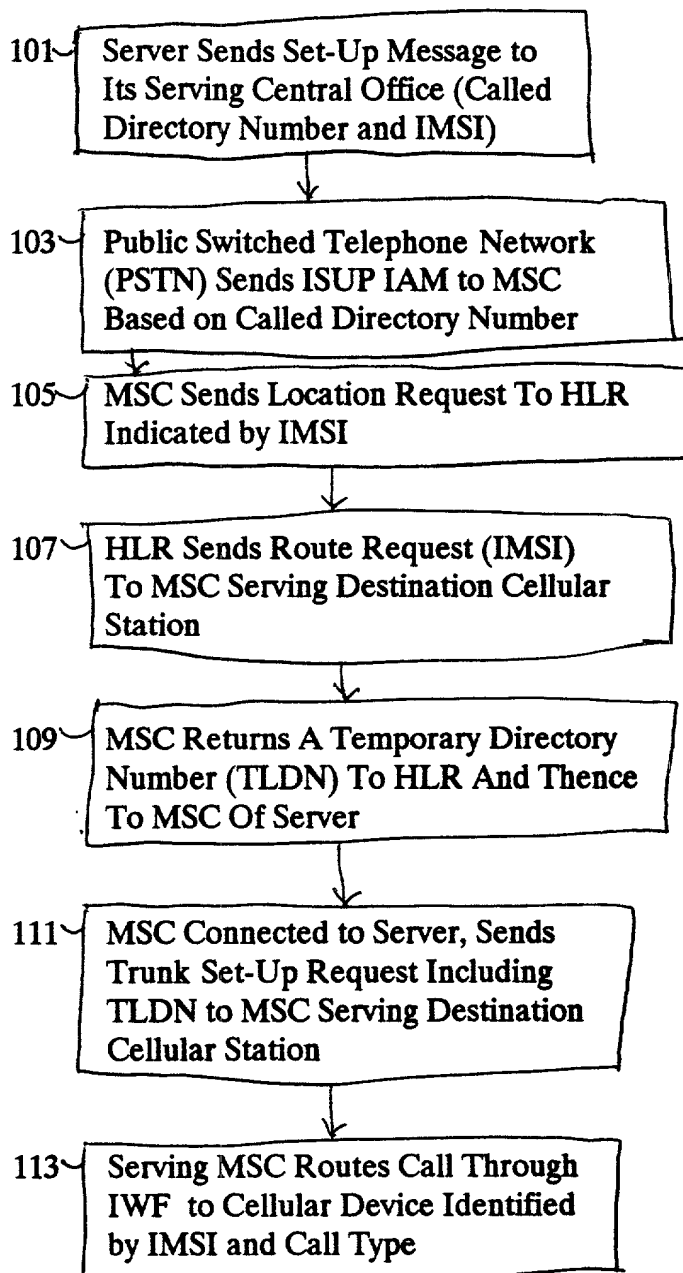 101 Server Sends Set-Up Message to
Its Serving Central Office (Called
Directory Number and IMSI)
103 Public Switched Telephone Network
(PSTN) Sends ISUP IAM to MSC
Based on Called Directory Number
105 MSC Sends Location Request To HLR
Indicated by IMSI
107 HLR Sends Route Request (IMSI)
To MSC Serving Destination Cellular
Station
109 MSC Returns A Temporary Directory
Number (TLDN) To HLR And Thence
To MSC Of Server
111 MSC Connected to Server, Sends
Trunk Set-Up Request Including
TLDN to MSC Serving Destination
Cellular Station
113 Serving MSC Routes Call Through
IWF to Cellular Device Identified
by IMSI and Call Type